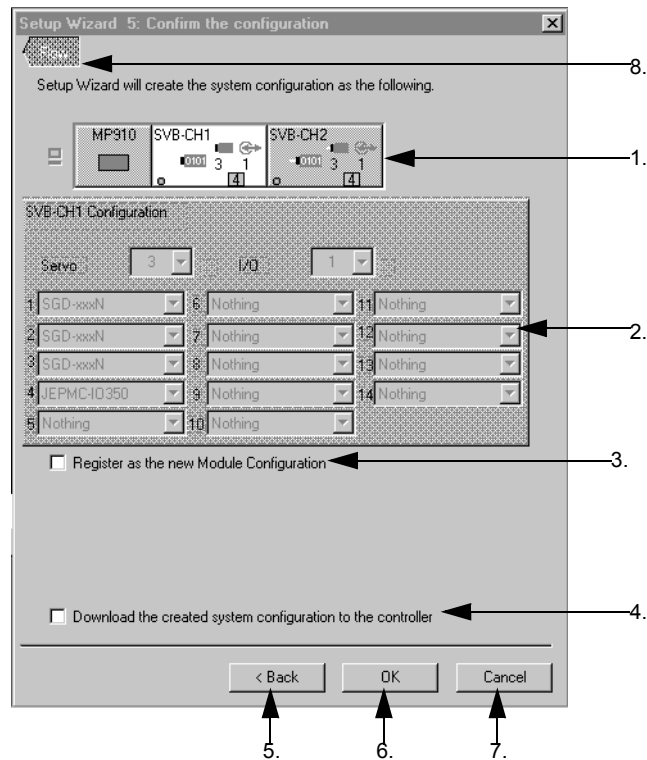 Setup Wizard 5: Confirm the configuration
8.
Setup Wizard will create the system configuration as the following.
MP910 SVB-CH1 SVB-CH2
0101 3 1 0101 3 1
4 4
1.
SVB-CH1 Configuration
Servo 3 I/O 1
1 SGD-xxxN 6 Nothing 11 Nothing
2 SGD-xxxN 7 Nothing 12 Nothing
2.
3 SGD-xxxN 8 Nothing 13 Nothing
4 JEPMC-IO350 9 Nothing 14 Nothing
5 Nothing 10 Nothing
Register as the new Module Configuration
3.
Download the created system configuration to the controller
4.
< Back OK Cancel
5. 6. 7.